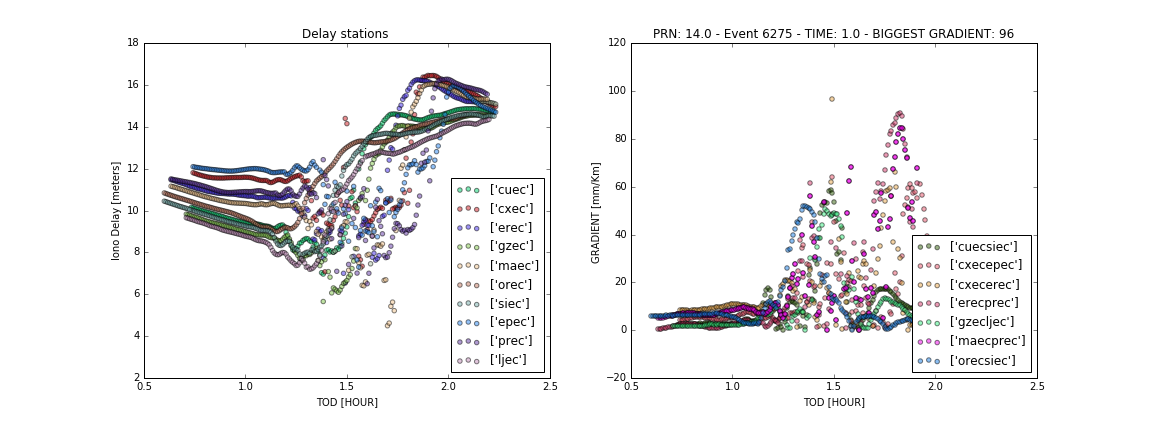 Delay stations
18
16
14
12
10
8
6
4
2
Iono Delay [meters]
0.5
1.0
1.5
2.0
2.5
TOD [HOUR]
['cuec']
['cxec']
['erec']
['gzec']
['maec']
['orec']
['siec']
['epec']
['prec']
['ljec']
PRN: 14.0 - Event 6275 - TIME: 1.0 - BIGGEST GRADIENT: 96
120
100
80
60
40
20
0
−20
GRADIENT [mm/Km]
0.5
1.0
1.5
2.0
2.5
TOD [HOUR]
['cuecsiec']
['cxecepec']
['cxecerec']
['erecprec']
['gzecljec']
['maecprec']
['orecsiec']